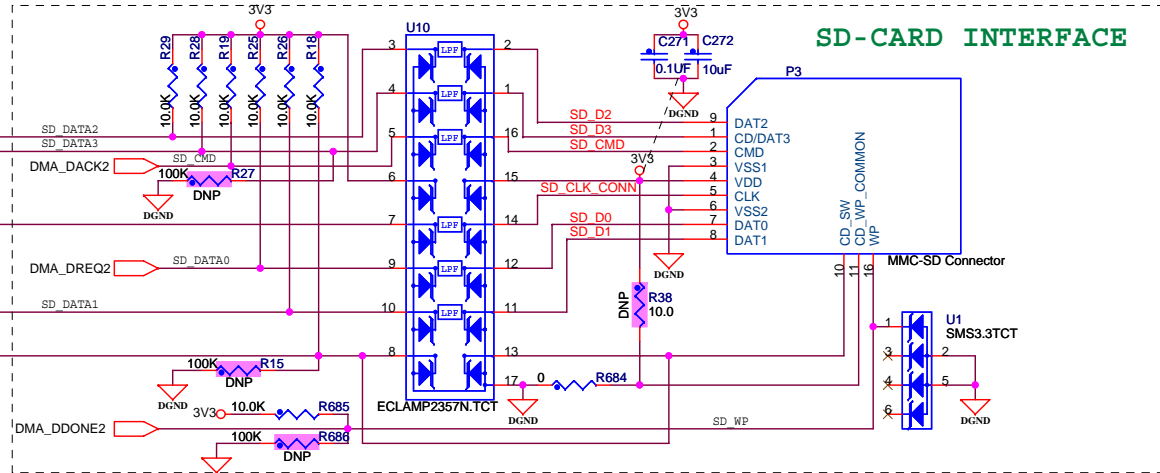 SD-CARD INTERFACE
3V3
R29
R28
R19
R25
R26
R18
10.0K
10.0K
10.0K
10.0K
10.0K
10.0K
SD_DATA2
SD_DATA3
DMA_DACK2
SD_CMD
100K
R27
DNP
DGND
DMA_DREQ2
SD_DATA0
SD_DATA1
100K
R15
DNP
DGND
3V3
10.0K
R685
DMA_DDONE2
100K
R686
DNP
U10
3
LPF
2
4
LPF
1
5
LPF
16
6
15
7
LPF
14
9
LPF
12
10
LPF
11
8
13
17
ECLAMP2357N.TCT
DGND
0
R684
3V3
C271
0.1UF
C272
10uF
DGND
SD_D2
SD_D3
SD_CMD
3V3
SD_CLK_CONN
SD_D0
SD_D1
DGND
DNP
R38
10.0
P3
9
DAT2
1
CD/DAT3
2
CMD
3
VSS1
4
VDD
5
CLK
6
VSS2
7
DAT0
8
DAT1
CD_SW
CD_WP_COMMON
WP
10
11
16
MMC-SD Connector
U1
SMS3.3TCT
1
3
2
4
5
6
DGND
SD_WP